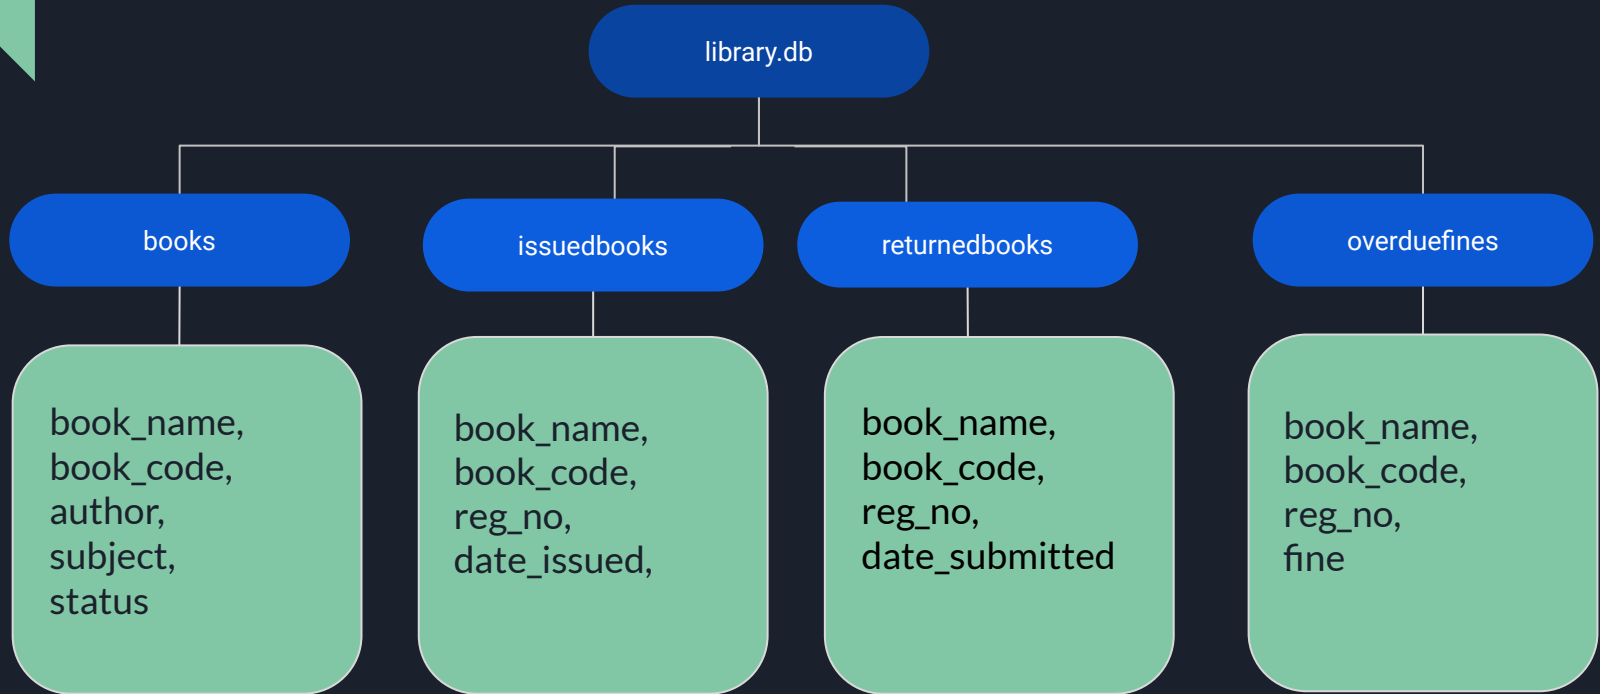 library.db
books
issuedbooks
returnedbooks
overduefines
book_name,
book_code,
author,
subject,
status
book_name,
book_code,
reg_no,
date_issued,
book_name,
book_code,
reg_no,
date_submitted
book_name,
book_code,
reg_no,
fine